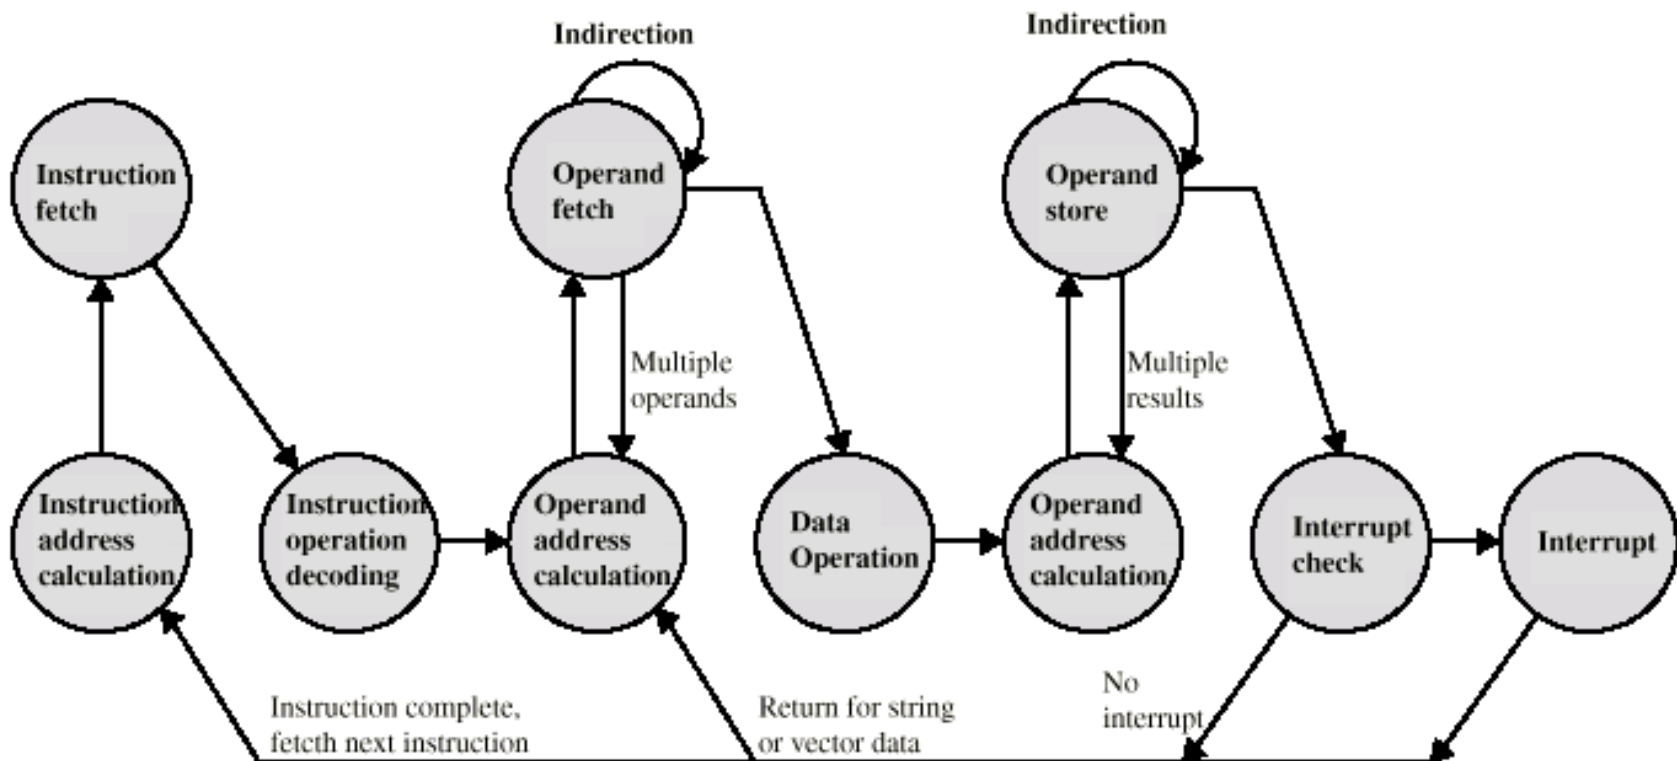 Indirection
Indirection
Instruction
fetch
Operand
fetch
Operand
store
Multiple
operands
Multiple
results
Instruction
address
calculation
Instruction
operation
decoding
Operand
address
calculation
Data
Operation
Operand
address
calculation
Interrupt
check
Interrupt
Instruction complete,
fetcth next instruction
Return for string
or vector data
No
interrupt